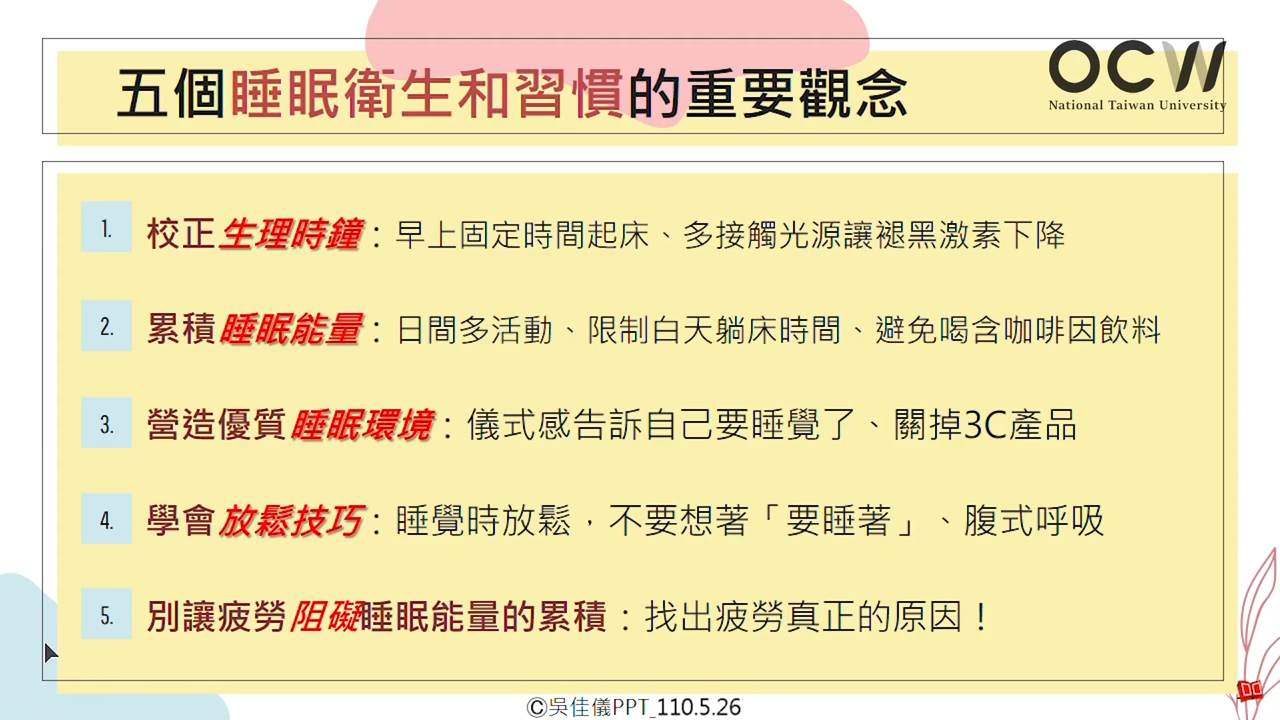 五個睡眠衛生和習慣的重要觀念
OCW
National Taiwan University
1. 校正生理時鐘：早上固定時間起床、多接觸光源讓褪黑激素下降
2. 累積睡眠能量：日間多活動、限制白天躺床時間、避免喝含咖啡因飲料
3. 營造優質睡眠環境：儀式感告訴自己要睡覺了、關掉3C產品
4. 學會放鬆技巧：睡覺時放鬆，不要想著「要睡著」、腹式呼吸
5. 別讓疲勞阻礙睡眠能量的累積：找出疲勞真正的原因！
©吳佳儀PPT_110.5.26